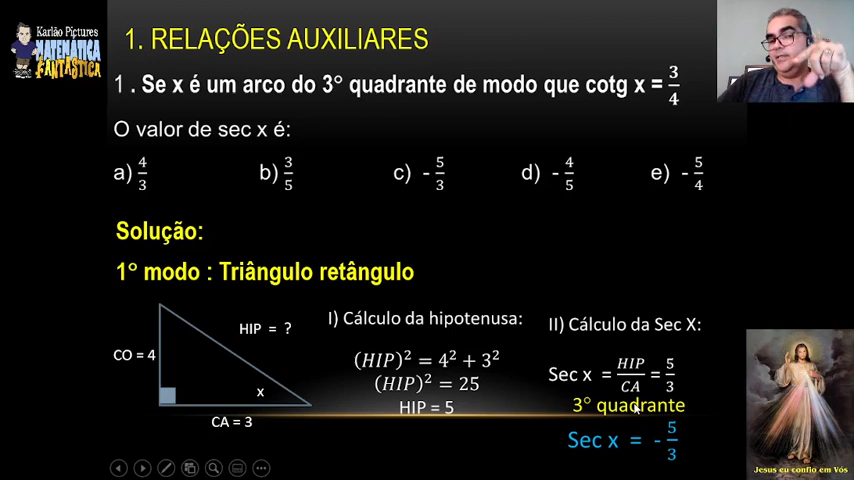 Karlão Pictures
MATEMÁTICA
FANTÁSTICA
1. RELAÇÕES AUXILIARES
1 . Se x é um arco do 3° quadrante de modo que cotg x = 3/4
O valor de sec x é:
a) 4/3 b) 3/5 c) - 5/3 d) - 4/5 e) - 5/4
Solução:
1° modo : Triângulo retângulo
CO = 4
HIP = ?
x
CA = 3
I) Cálculo da hipotenusa:
(HIP)² = 4² + 3²
(HIP)² = 25
HIP = 5
II) Cálculo da Sec X:
Sec x = HIP/CA = 5/3
3° quadrante
Sec x = - 5/3
Jesus eu confio em Vós